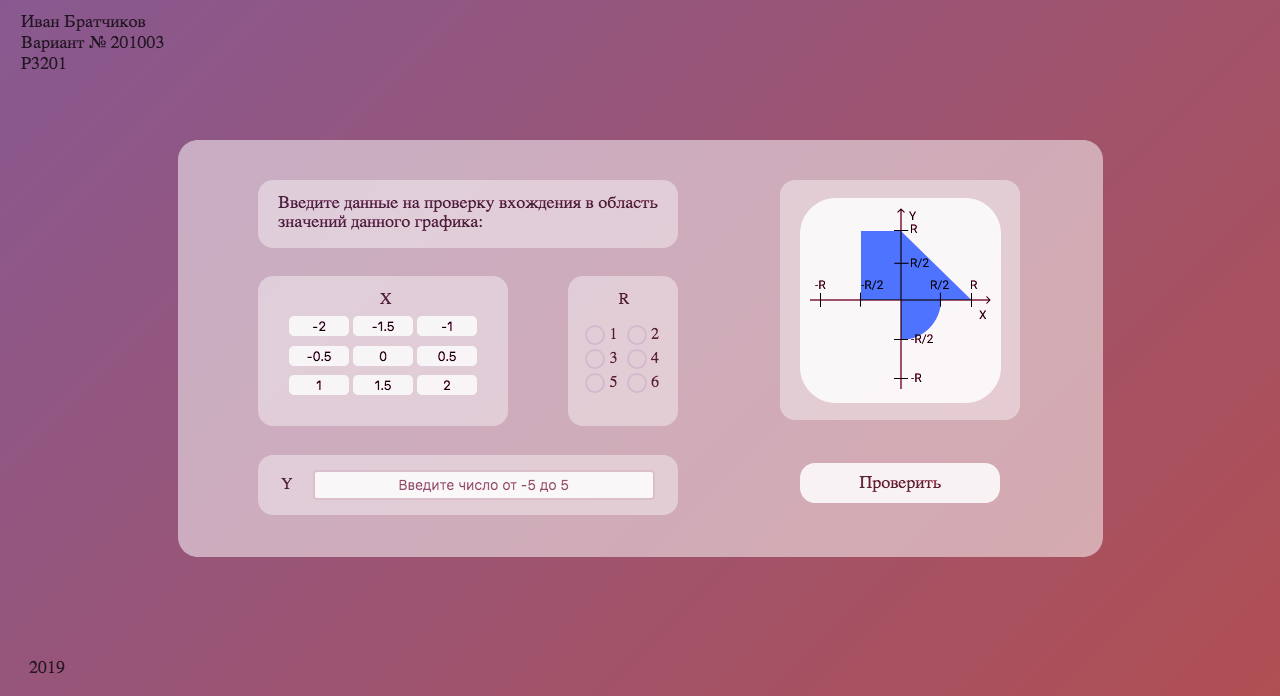 Иван Братчиков
Вариант № 201003
P3201
Введите данные на проверку вхождения в область
значений данного графика:
X
-2 -1.5 -1
-0.5 0 0.5
1 1.5 2
R
1 2
3 4
5 6
Y
Введите число от -5 до 5
Y
R
R/2
-R -R/2 R/2 R
X
-R/2
-R
Проверить
2019